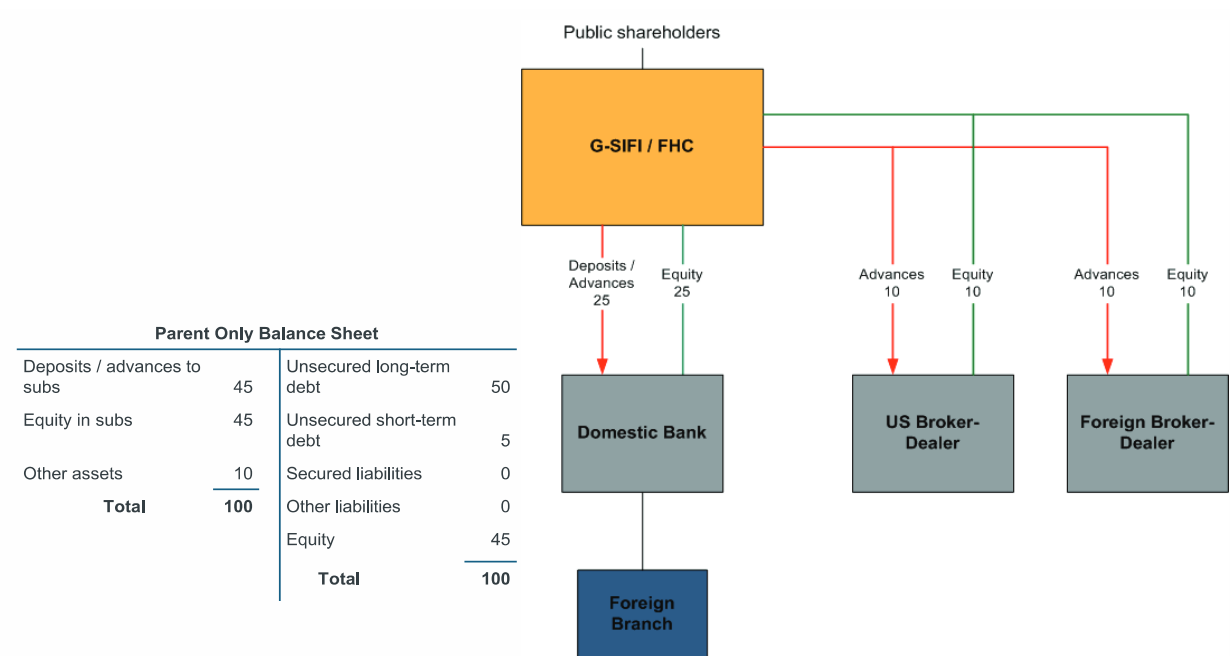 Public shareholders
G-SIFI / FHC
Deposits /
Advances
25
Equity
25
Advances
10
Equity
10
Advances
10
Equity
10
Parent Only Balance Sheet
Deposits / advances to
subs 45
Unsecured long-term
debt 50
Equity in subs 45
Unsecured short-term
debt 5
Other assets 10
Secured liabilities 0
Total 100
Other liabilities 0
Equity 45
Total 100
Domestic Bank
US Broker-
Dealer
Foreign Broker-
Dealer
Foreign
Branch